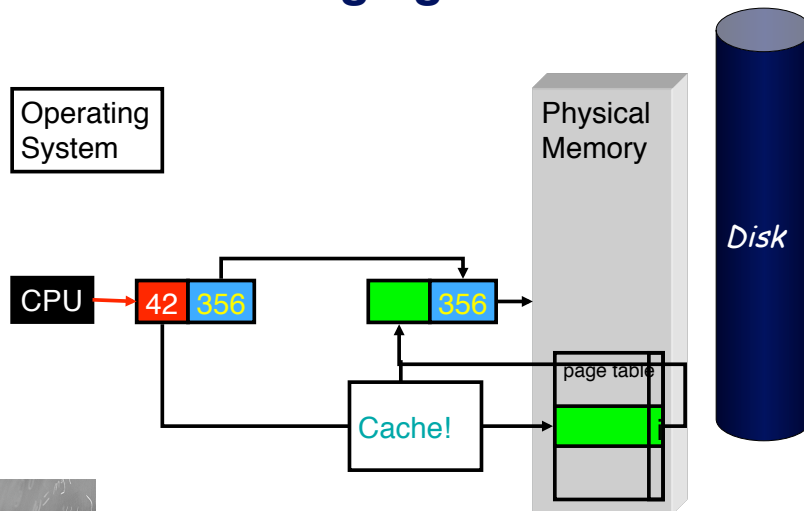 Operating
System
Physical
Memory
Disk
CPU
42 356
356
page table
Cache!